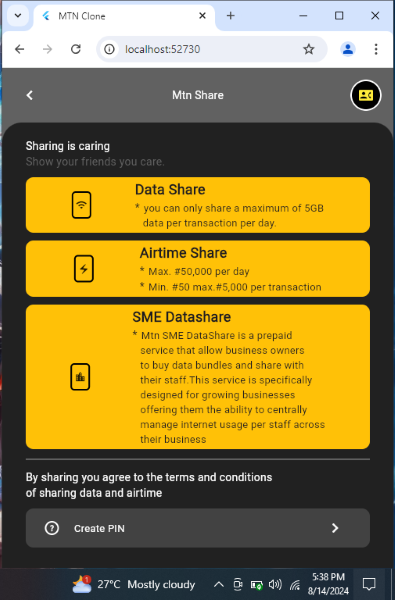 MTN Clone
localhost:52730
Mtn Share
Sharing is caring
Show your friends you care.
Data Share
* you can only share a maximum of 5GB
data per transaction per day.
Airtime Share
* Max. #50,000 per day
* Min. #50 max.#5,000 per transaction
SME Datashare
* Mtn SME DataShare is a prepaid
service that allow business owners
to buy data bundles and share with
their staff.This service is specifically
designed for growing businesses
offering them the ability to centrally
manage internet usage per staff across
their business
By sharing you agree to the terms and conditions
of sharing data and airtime
Create PIN
1
27°C Mostly cloudy
5:38 PM
8/14/2024